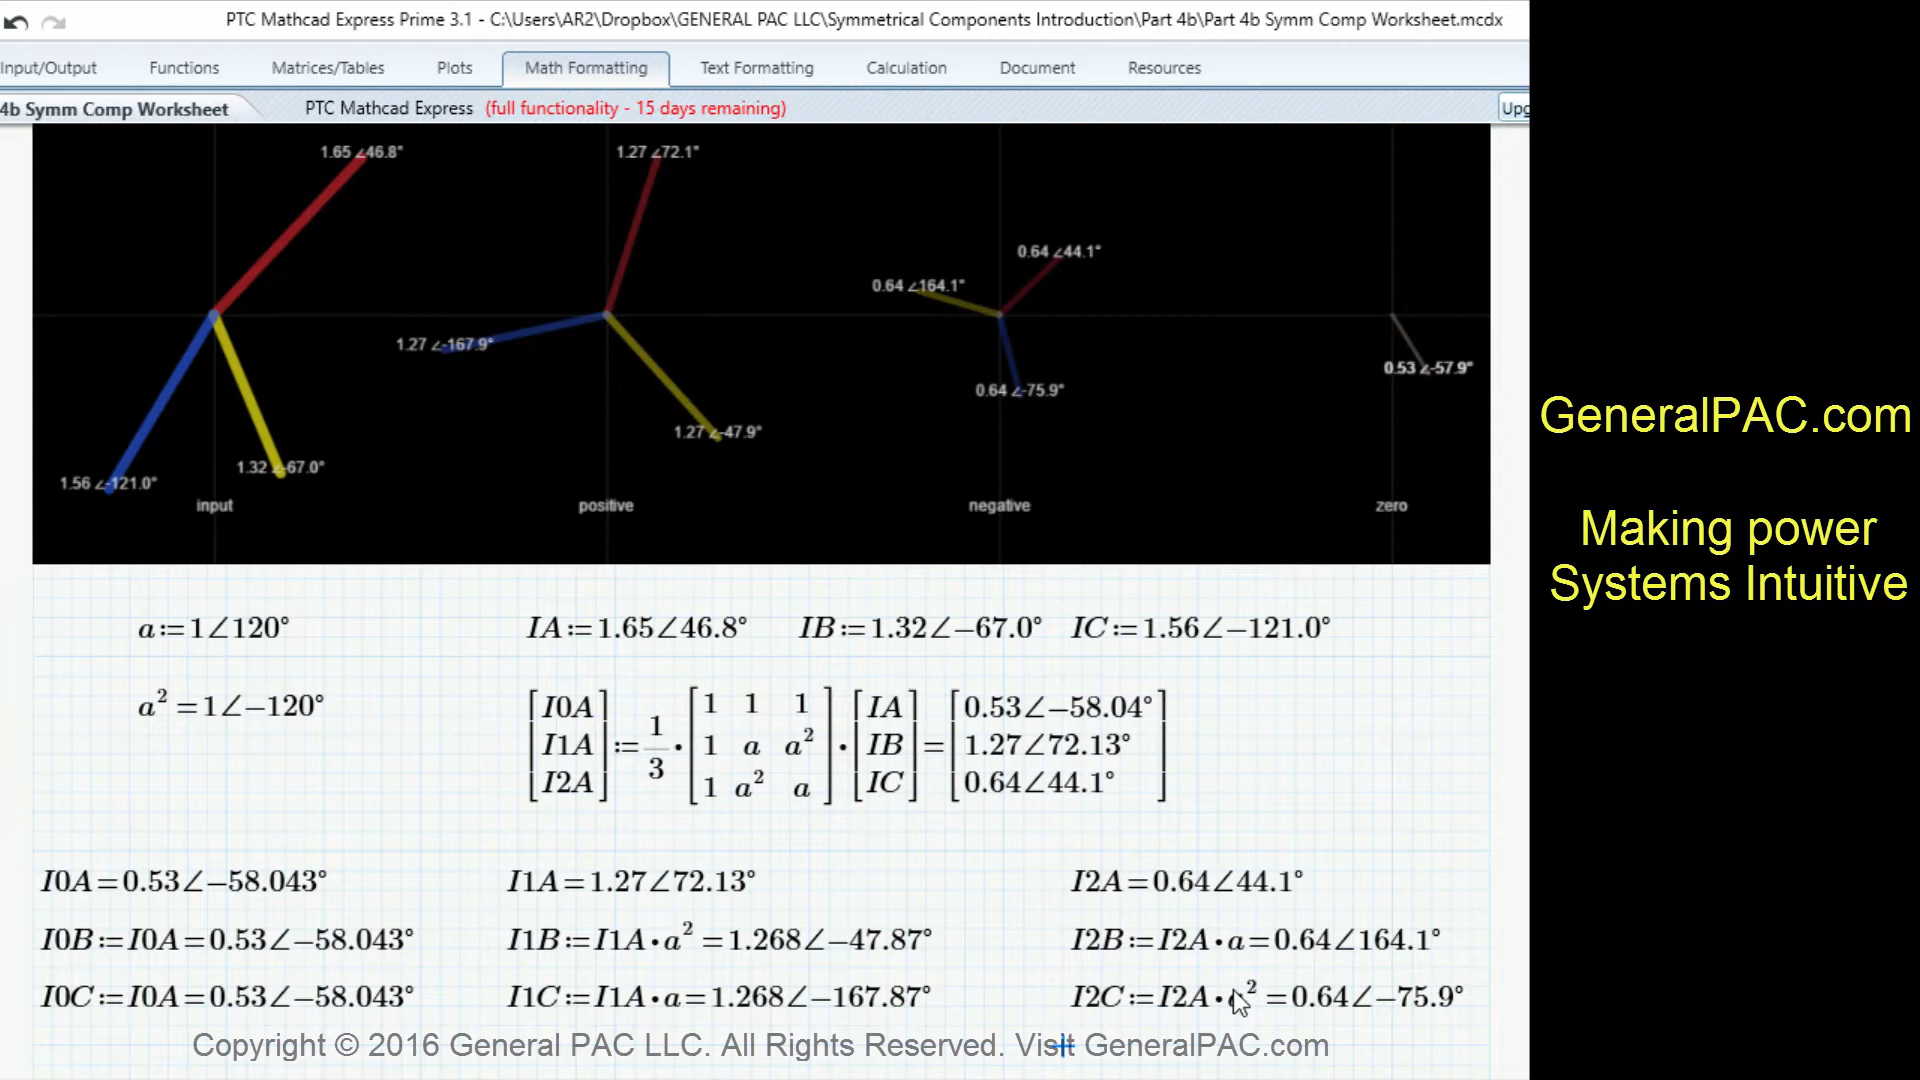 PTC Mathcad Express Prime 3.1 - C:\Users\AR2\Dropbox\GENERAL PAC LLC\Symmetrical Components Introduction\Part 4b\Part 4b Symm Comp Worksheet.mcdx
Input/Output Functions Matrices/Tables Plots Math Formatting Text Formatting Calculation Document Resources
4b Symm Comp Worksheet PTC Mathcad Express (full functionality - 15 days remaining) Upg
1.65 ∠46.8° 1.27 ∠72.1°
0.64 ∠44.1°
0.64 ∠164.1°
1.27 ∠-167.9°
0.53 ∠-57.9°
0.64 ∠-75.9°
1.27 ∠-47.9°
1.32 ∠-67.0°
1.56 ∠-121.0°
input positive negative zero
a:=1∠120° IA:=1.65∠46.8° IB:=1.32∠−67.0° IC:=1.56∠−121.0°
a²=1∠−120°
[I0A] [1 1 1] [IA] [0.53∠−58.04°]
[I1A]:=1/3·[1 a a²]·[IB]=[1.27∠72.13°]
[I2A] [1 a² a] [IC] [0.64∠44.1°]
I0A=0.53∠−58.043° I1A=1.27∠72.13° I2A=0.64∠44.1°
I0B:=I0A=0.53∠−58.043° I1B:=I1A·a²=1.268∠−47.87° I2B:=I2A·a=0.64∠164.1°
I0C:=I0A=0.53∠−58.043° I1C:=I1A·a=1.268∠−167.87° I2C:=I2A·a²=0.64∠−75.9°
Copyright © 2016 General PAC LLC. All Rights Reserved. Visit GeneralPAC.com
GeneralPAC.com
Making power
Systems Intuitive